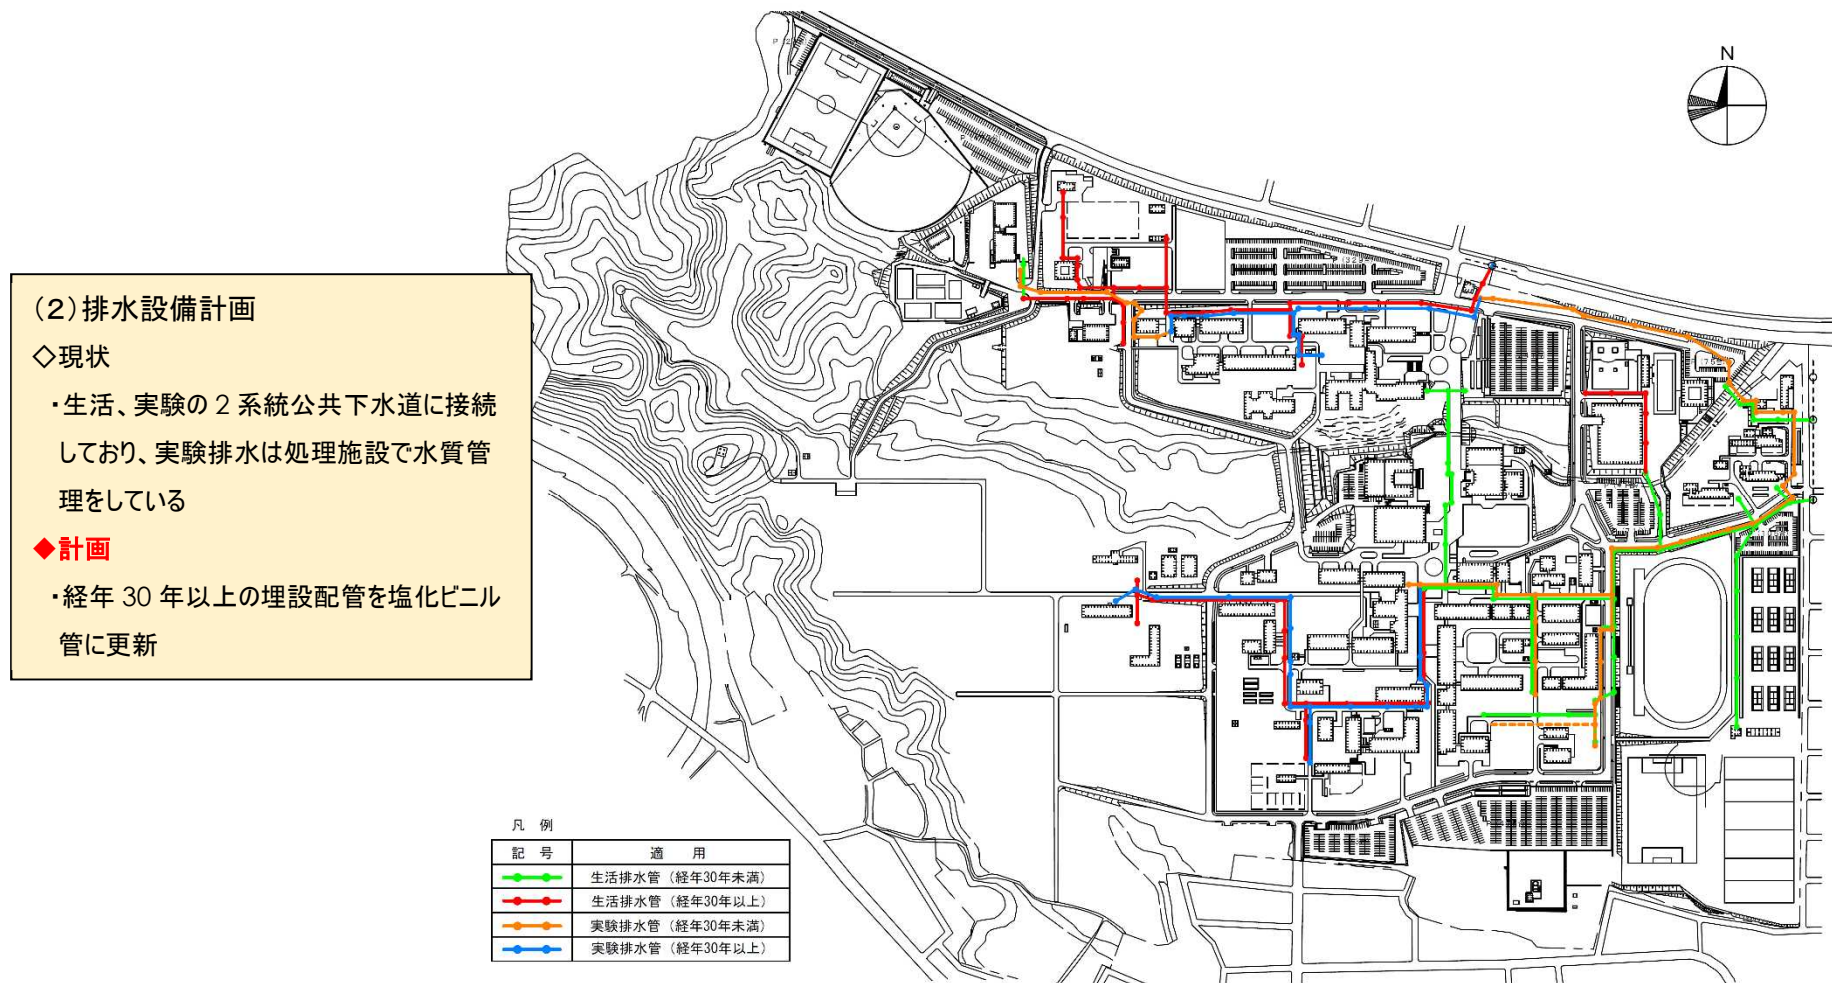 (2)排水設備計画
◇現状
・生活、実験の2系統公共下水道に接続
しており、実験排水は処理施設で水質管
理をしている
◆計画
・経年30年以上の埋設配管を塩化ビニル
管に更新
N
凡 例
記 号 適 用
生活排水管(経年30年未満)
生活排水管(経年30年以上)
実験排水管(経年30年未満)
実験排水管(経年30年以上)